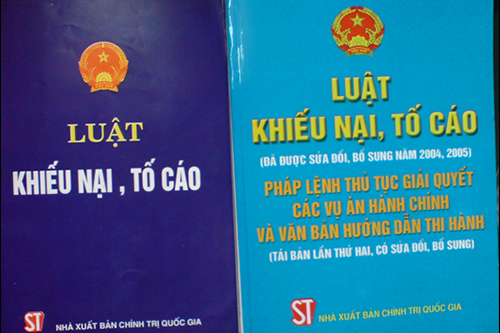 LUẬT
KHIẾU NẠI , TỐ CÁO
ST NHÀ XUẤT BẢN CHÍNH TRỊ QUỐC GIA
LUẬT
KHIẾU NẠI, TỐ CÁO
(ĐÃ ĐƯỢC SỬA ĐỔI, BỔ SUNG NĂM 2004, 2005)
PHÁP LỆNH THỦ TỤC GIẢI QUYẾT
CÁC VỤ ÁN HÀNH CHÍNH
VÀ VĂN BẢN HƯỚNG DẪN THI HÀNH
(TÁI BẢN LẦN THỨ HAI, CÓ SỬA ĐỔI, BỔ SUNG)
ST NHÀ XUẤT BẢN CHÍNH TRỊ QUỐC GIA